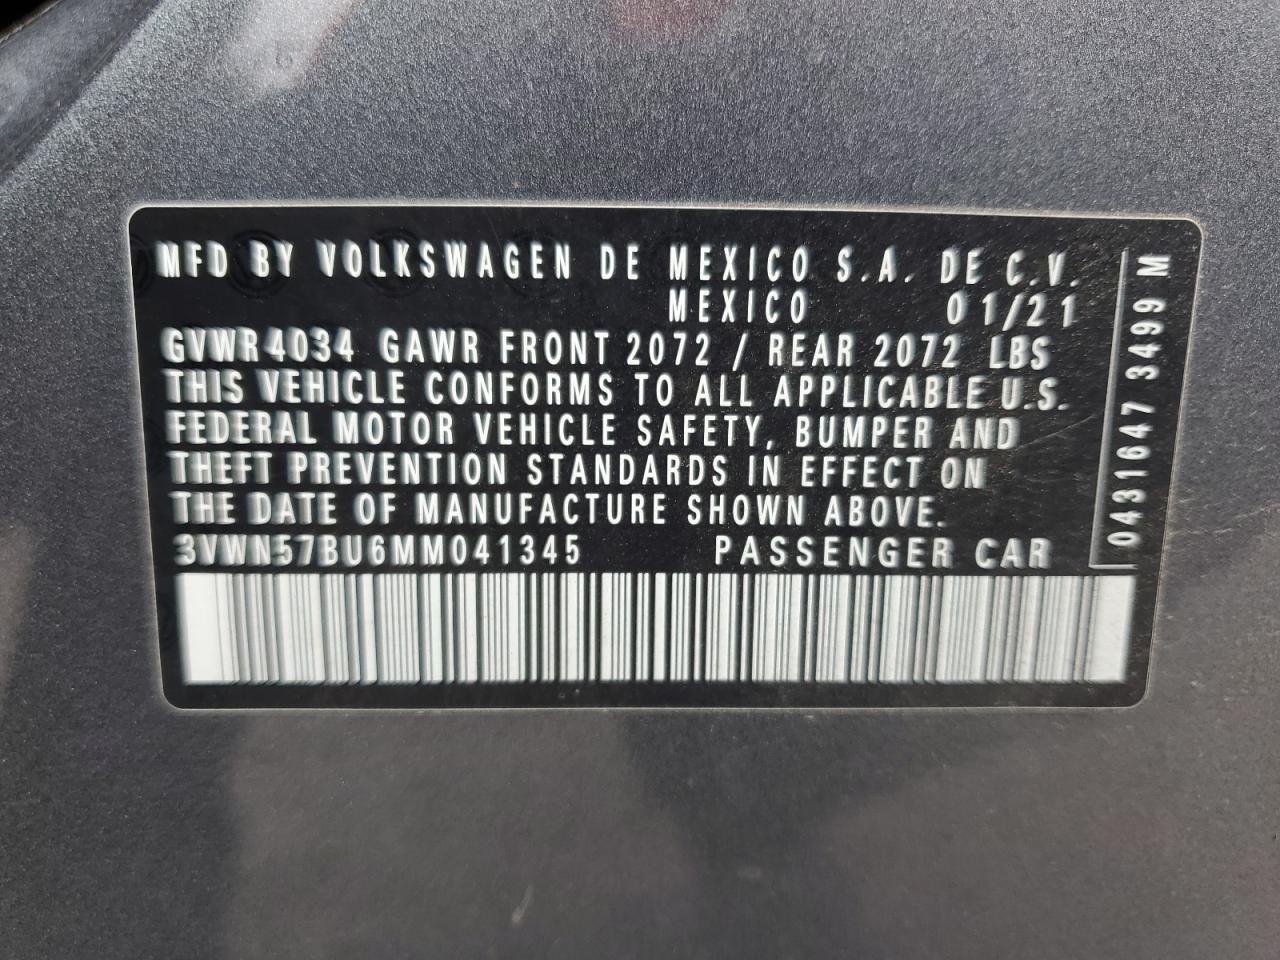 MFD BY VOLKSWAGEN DE MEXICO S.A. DE C.V.
MEXICO 01/21
GVWR4034 GAWR FRONT 2072 / REAR 2072 LBS
THIS VEHICLE CONFORMS TO ALL APPLICABLE U.S.
FEDERAL MOTOR VEHICLE SAFETY, BUMPER AND
THEFT PREVENTION STANDARDS IN EFFECT ON
THE DATE OF MANUFACTURE SHOWN ABOVE.
3VWN57BU6MM041345 PASSENGER CAR
0431647 3499 M